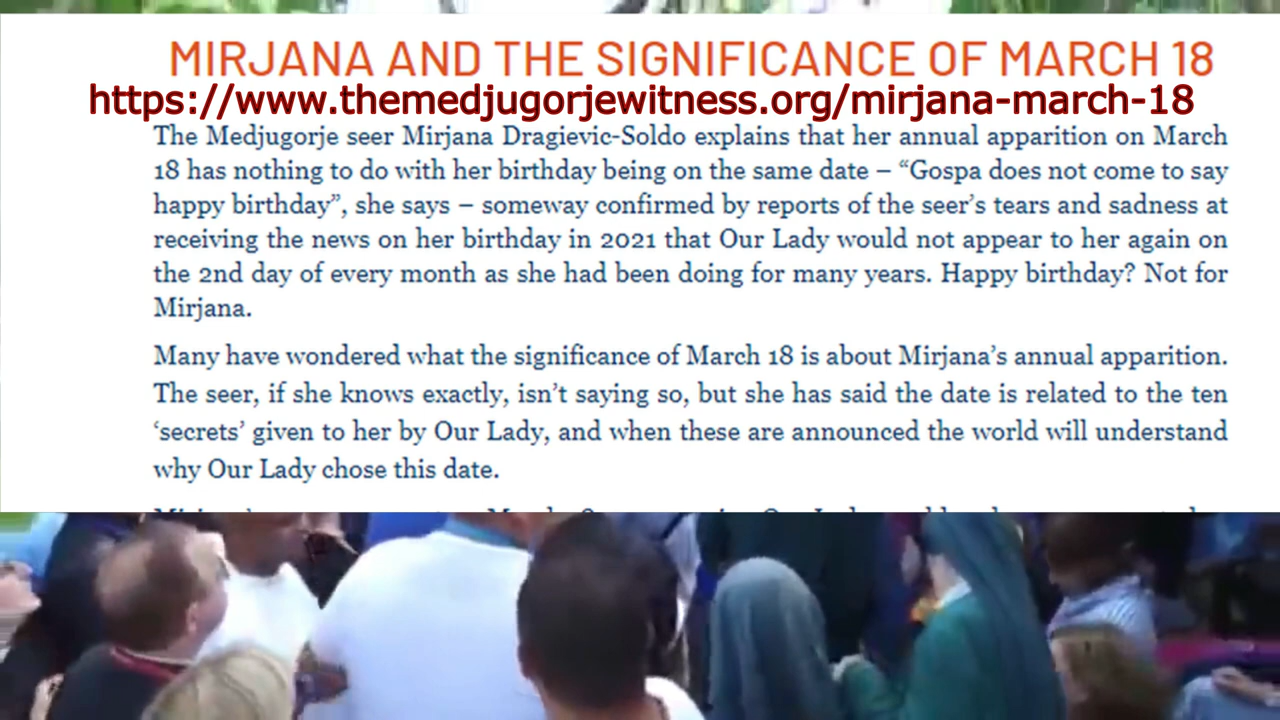 MIRJANA AND THE SIGNIFICANCE OF MARCH 18
https://www.themedjugorjewitness.org/mirjana-march-18
The Medjugorje seer Mirjana Dragievic-Soldo explains that her annual apparition on March
18 has nothing to do with her birthday being on the same date – “Gospa does not come to say
happy birthday”, she says – someway confirmed by reports of the seer’s tears and sadness at
receiving the news on her birthday in 2021 that Our Lady would not appear to her again on
the 2nd day of every month as she had been doing for many years. Happy birthday? Not for
Mirjana.
Many have wondered what the significance of March 18 is about Mirjana’s annual apparition.
The seer, if she knows exactly, isn’t saying so, but she has said the date is related to the ten
‘secrets’ given to her by Our Lady, and when these are announced the world will understand
why Our Lady chose this date.